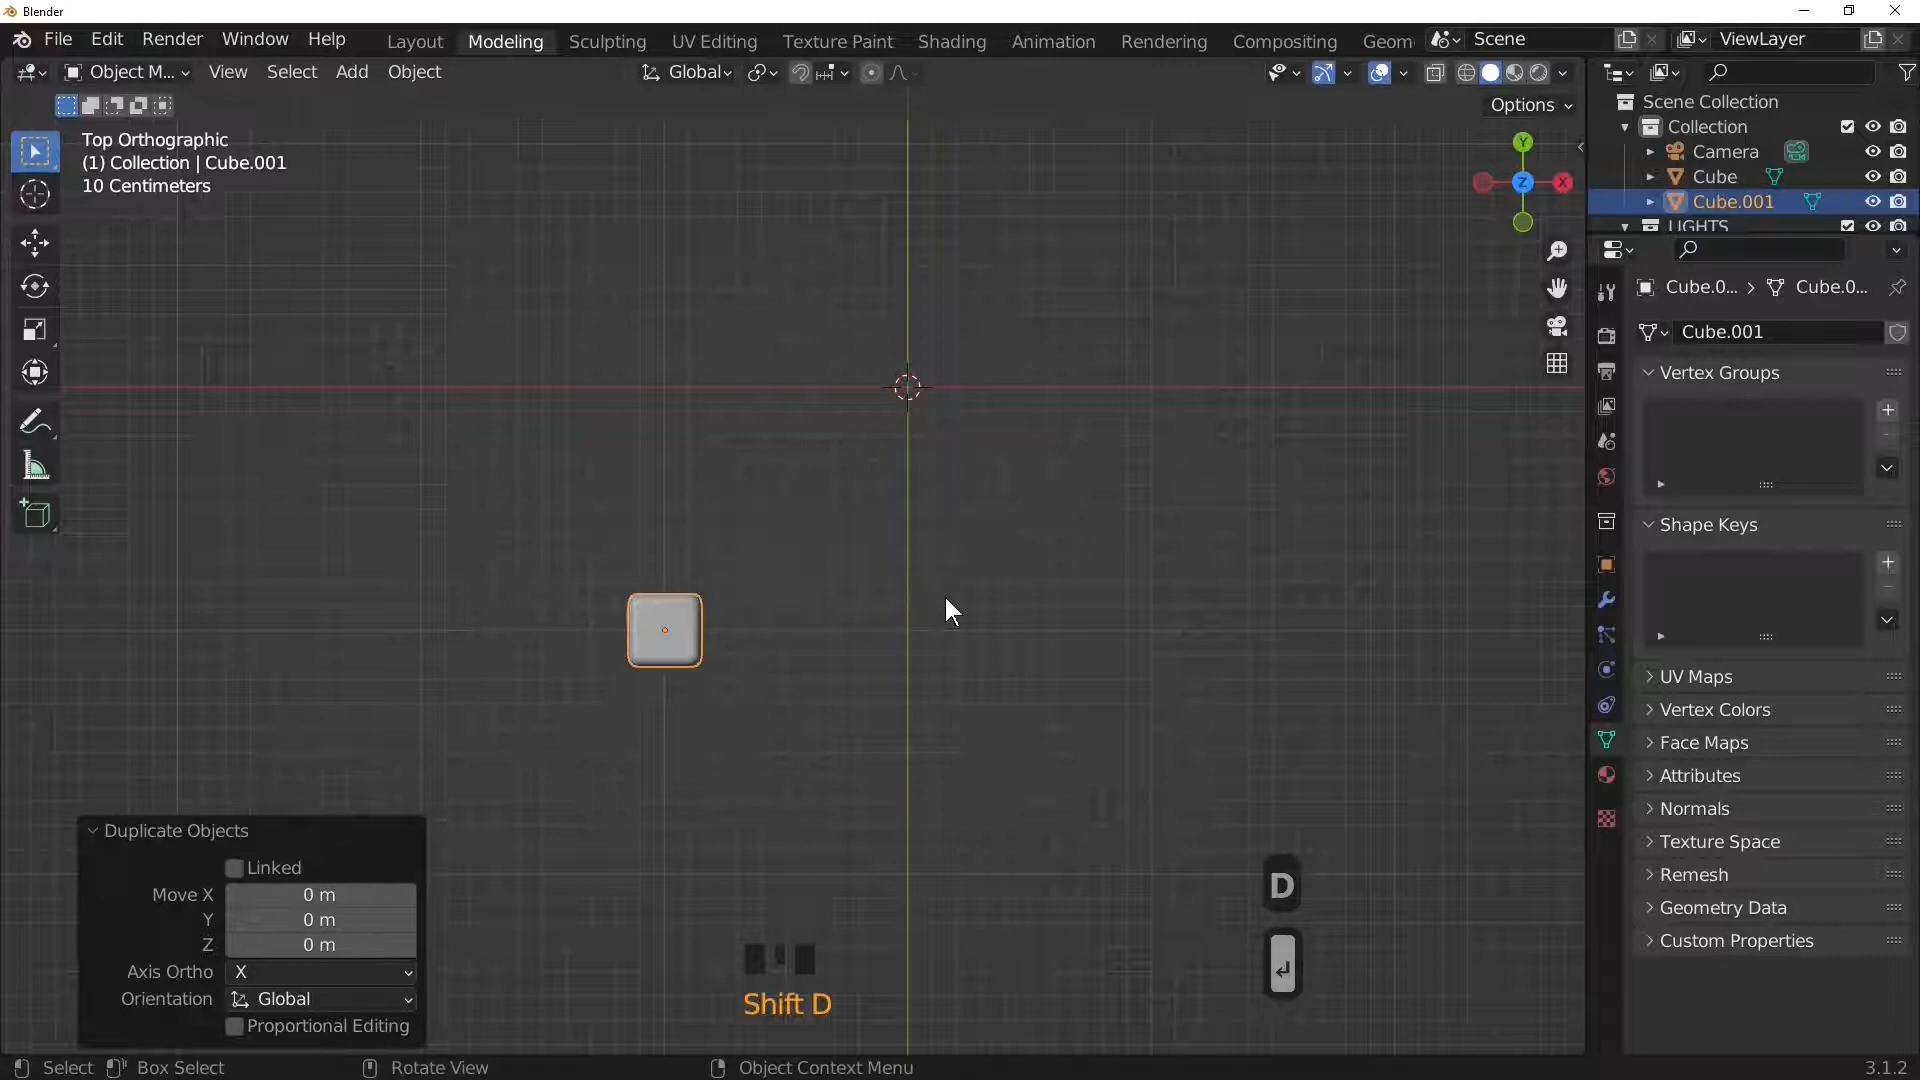 Blender
File Edit Render Window Help
Layout Modeling Sculpting UV Editing Texture Paint Shading Animation Rendering Compositing Geom
Scene
ViewLayer
Object M... View Select Add Object
Global
Options
Top Orthographic
(1) Collection | Cube.001
10 Centimeters
Y
X
Z
Scene Collection
Collection
Camera
Cube
Cube.001
LIGHTS
Cube.0... > Cube.0...
Cube.001
Vertex Groups
Shape Keys
UV Maps
Vertex Colors
Face Maps
Attributes
Normals
Texture Space
Remesh
Geometry Data
Custom Properties
Duplicate Objects
Linked
Move X 0 m
Y 0 m
Z 0 m
Axis Ortho X
Orientation Global
Proportional Editing
D
Shift D
Select Box Select Rotate View Object Context Menu 3.1.2